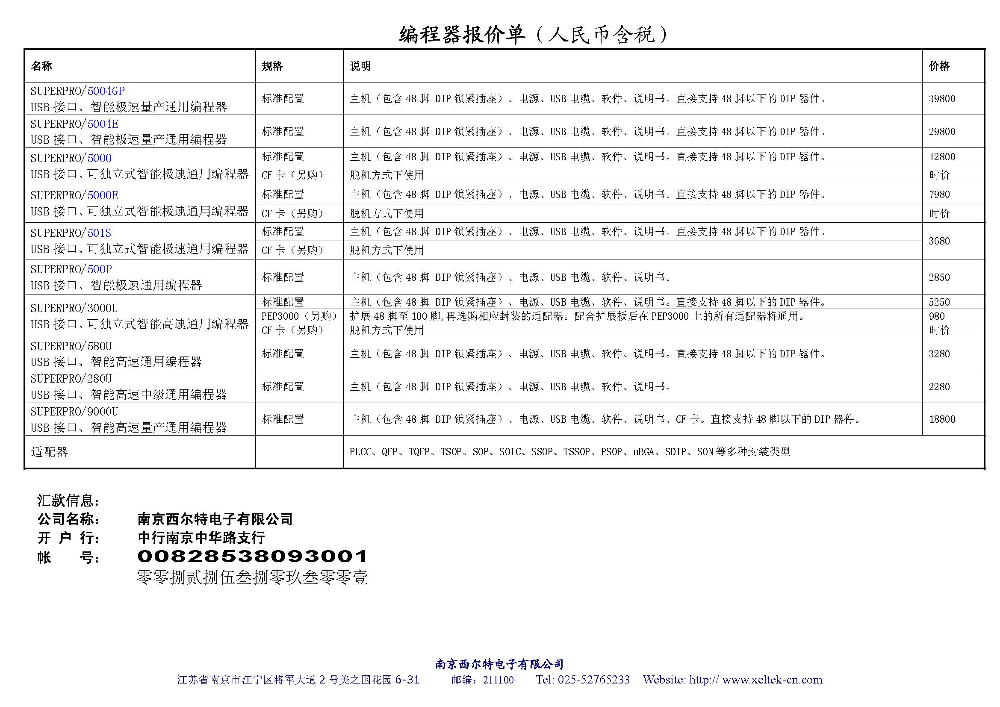 编程器报价单（人民币含税）
名称 规格 说明 价格
SUPERPRO/5004GP
USB 接口、智能极速量产通用编程器
标准配置 主机（包含 48 脚 DIP 锁紧插座）、电源、USB 电缆、软件、说明书。直接支持 48 脚以下的 DIP 器件。 39800
SUPERPRO/5004E
USB 接口、智能极速量产通用编程器
标准配置 主机（包含 48 脚 DIP 锁紧插座）、电源、USB 电缆、软件、说明书。直接支持 48 脚以下的 DIP 器件。 29800
SUPERPRO/5000
USB 接口、可独立式智能极速通用编程器
标准配置 主机（包含 48 脚 DIP 锁紧插座）、电源、USB 电缆、软件、说明书。直接支持 48 脚以下的 DIP 器件。 12800
CF 卡（另购） 脱机方式下使用 时价
SUPERPRO/5000E
USB 接口、可独立式智能极速通用编程器
标准配置 主机（包含 48 脚 DIP 锁紧插座）、电源、USB 电缆、软件、说明书。直接支持 48 脚以下的 DIP 器件。 7980
CF 卡（另购） 脱机方式下使用 时价
SUPERPRO/501S
USB 接口、可独立式智能极速通用编程器
标准配置 主机（包含 48 脚 DIP 锁紧插座）、电源、USB 电缆、软件、说明书。直接支持 48 脚以下的 DIP 器件。 3680
CF 卡（另购） 脱机方式下使用
SUPERPRO/500P
USB 接口、智能极速通用编程器
标准配置 主机（包含 48 脚 DIP 锁紧插座）、电源、USB 电缆、软件、说明书。 2850
SUPERPRO/3000U
USB 接口、可独立式智能高速通用编程器
标准配置 主机（包含 48 脚 DIP 锁紧插座）、电源、USB 电缆、软件、说明书。直接支持 48 脚以下的 DIP 器件。 5250
PEP3000（另购） 扩展 48 脚至 100 脚,再选购相应封装的适配器。配合扩展板后在 PEP3000 上的所有适配器将通用。 980
CF 卡（另购） 脱机方式下使用 时价
SUPERPRO/580U
USB 接口、智能高速通用编程器
标准配置 主机（包含 48 脚 DIP 锁紧插座）、电源、USB 电缆、软件、说明书。直接支持 48 脚以下的 DIP 器件。 3280
SUPERPRO/280U
USB 接口、智能高速中级通用编程器
标准配置 主机（包含 48 脚 DIP 锁紧插座）、电源、USB 电缆、软件、说明书。 2280
SUPERPRO/9000U
USB 接口、智能高速量产通用编程器
标准配置 主机（包含 48 脚 DIP 锁紧插座）、电源、USB 电缆、软件、说明书、CF 卡。直接支持 48 脚以下的 DIP 器件。 18800
适配器 PLCC、QFP、TQFP、TSOP、SOP、SOIC、SSOP、TSSOP、PSOP、uBGA、SDIP、SON 等多种封装类型
汇款信息：
公司名称： 南京西尔特电子有限公司
开 户 行： 中行南京中华路支行
帐 号： 00828538093001
零零捌贰捌伍叁捌零玖叁零零壹
南京西尔特电子有限公司
江苏省南京市江宁区将军大道 2 号美之国花园 6-31 邮编：211100 Tel: 025-52765233 Website: http:// www.xeltek-cn.com